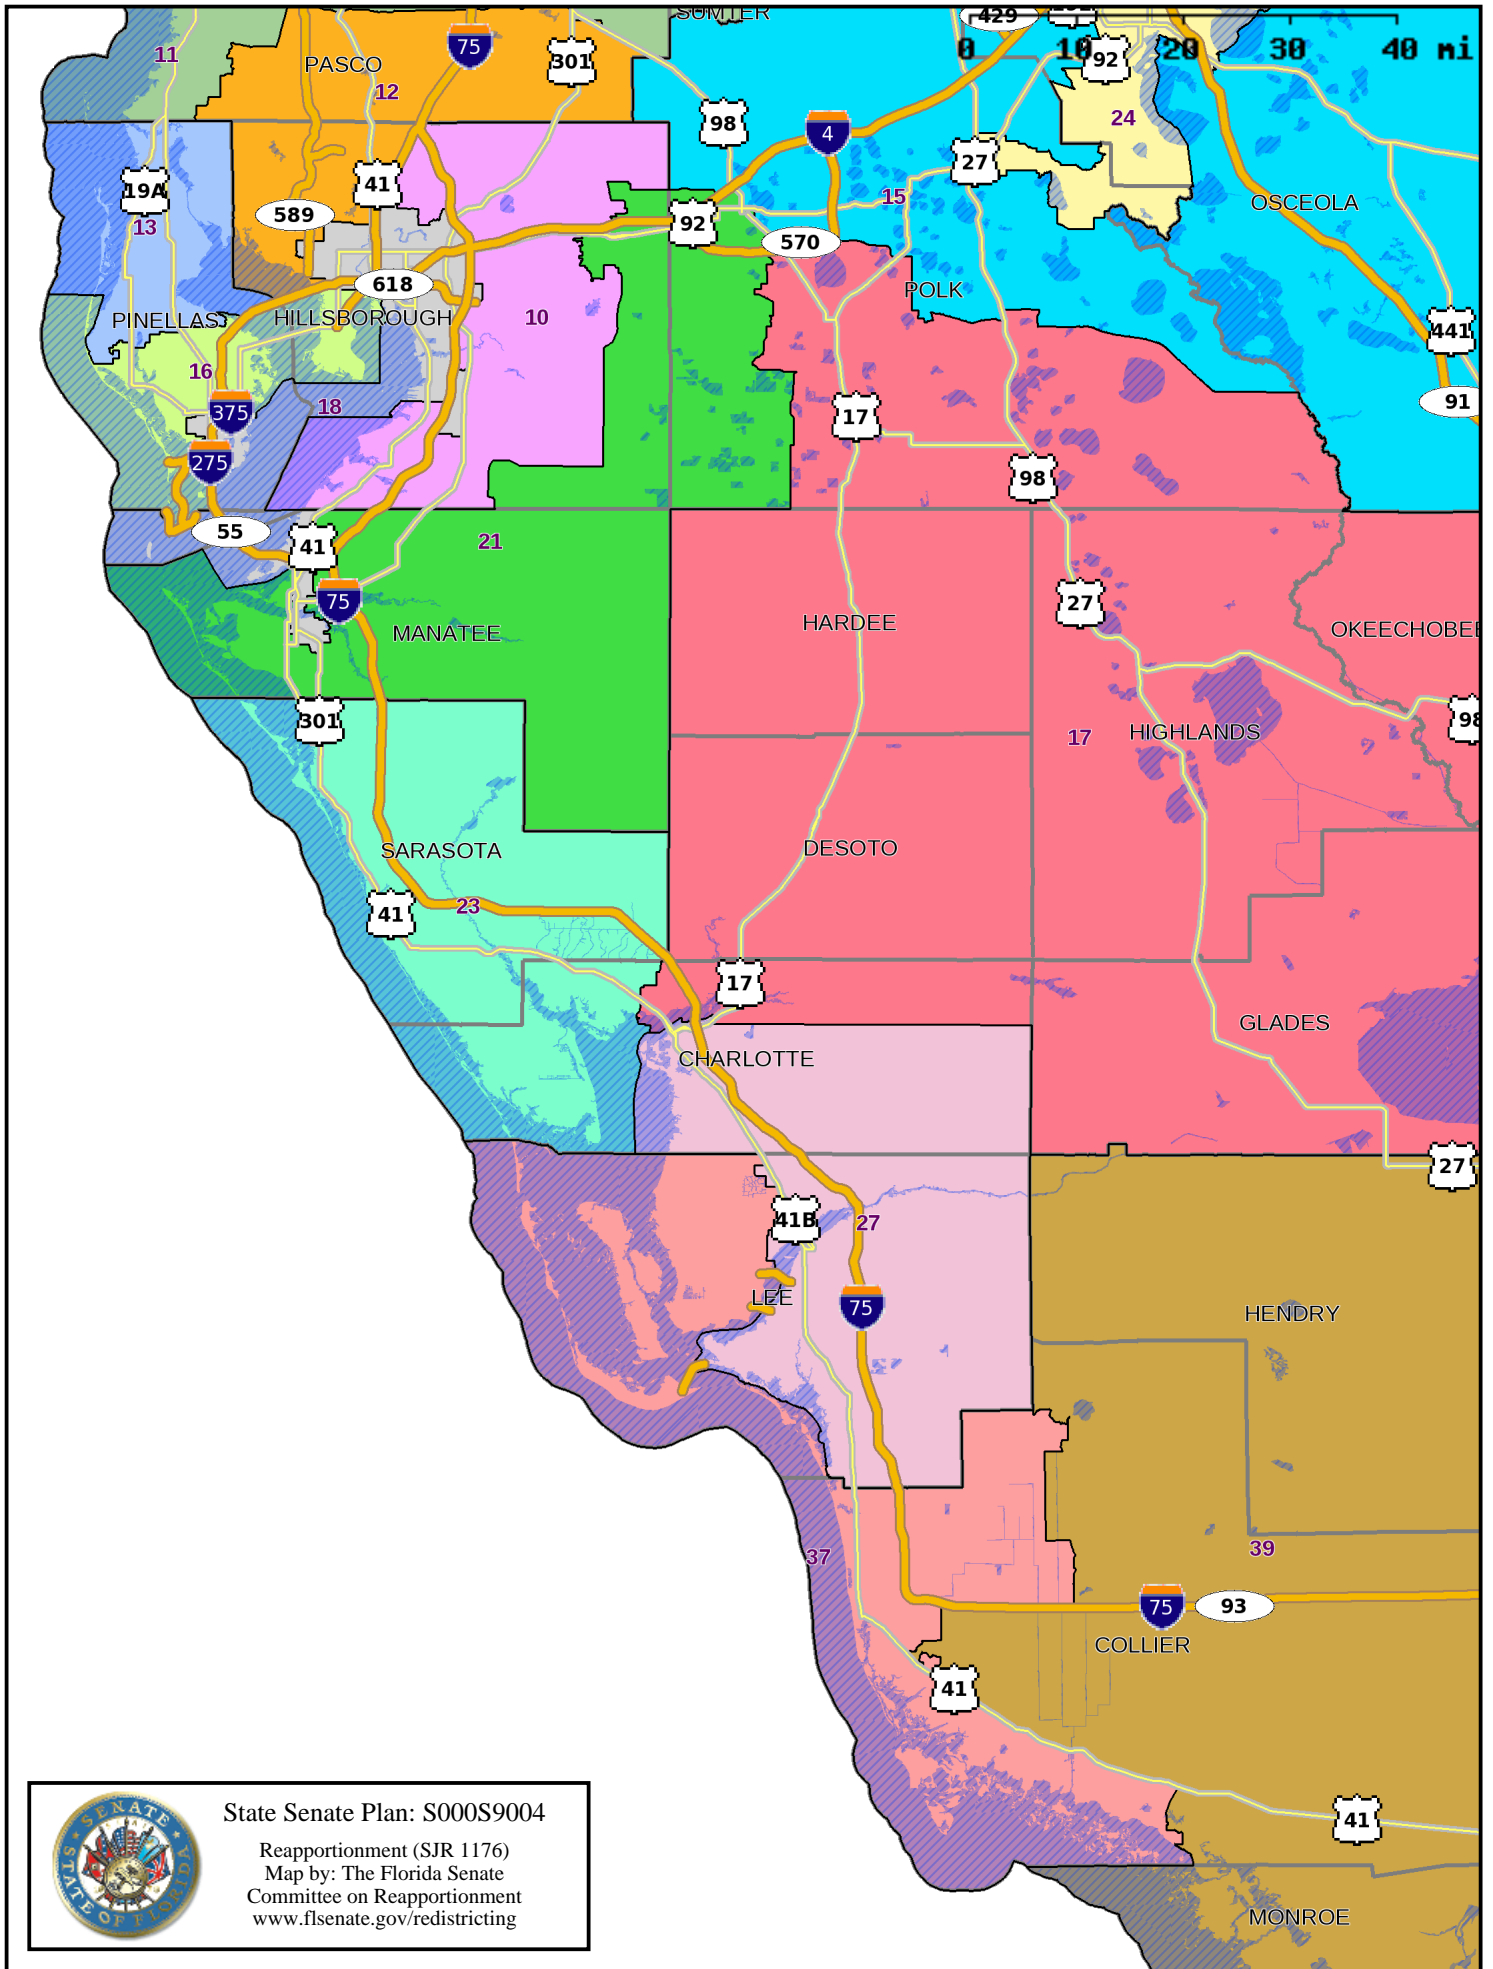 SUMTER
429
0 10 20 30 40 mi
11
PASCO
75
301
12
98
4
92
24
27
19A
41
589
13
92
15
570
OSCEOLA
618
POLK
PINELLAS
HILLSBOROUGH
10
441
16
375
18
17
91
275
98
55
41
21
75
27
MANATEE
HARDEE
OKEECHOBEE
301
17
HIGHLANDS
98
SARASOTA
DESOTO
41
23
17
GLADES
CHARLOTTE
27
41B
27
LEE
75
HENDRY
37
39
75
93
COLLIER
41
41
MONROE
State Senate Plan: S000S9004
Reapportionment (SJR 1176)
Map by: The Florida Senate
Committee on Reapportionment
www.flsenate.gov/redistricting
SENATE
STATE OF FLORIDA